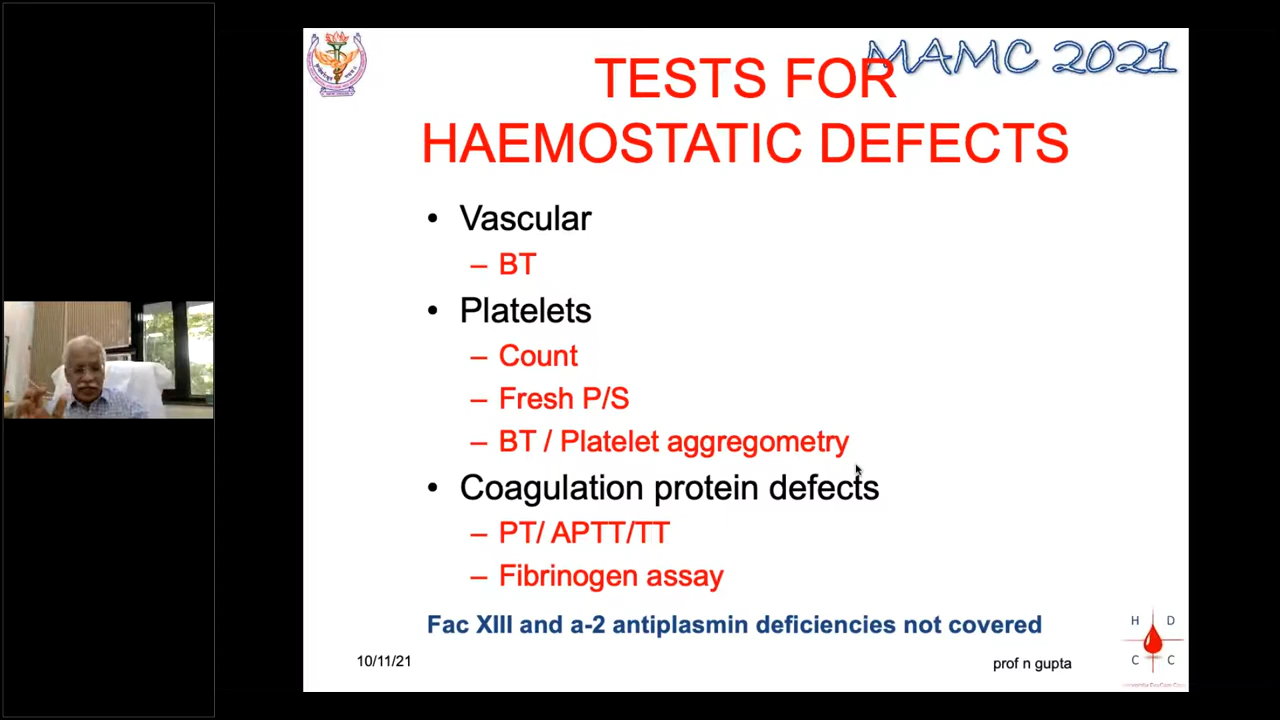 MAMC 2021
TESTS FOR
HAEMOSTATIC DEFECTS
• Vascular
– BT
• Platelets
– Count
– Fresh P/S
– BT / Platelet aggregometry
• Coagulation protein defects
– PT/ APTT/TT
– Fibrinogen assay
Fac XIII and a-2 antiplasmin deficiencies not covered
10/11/21
prof n gupta
H D
C C